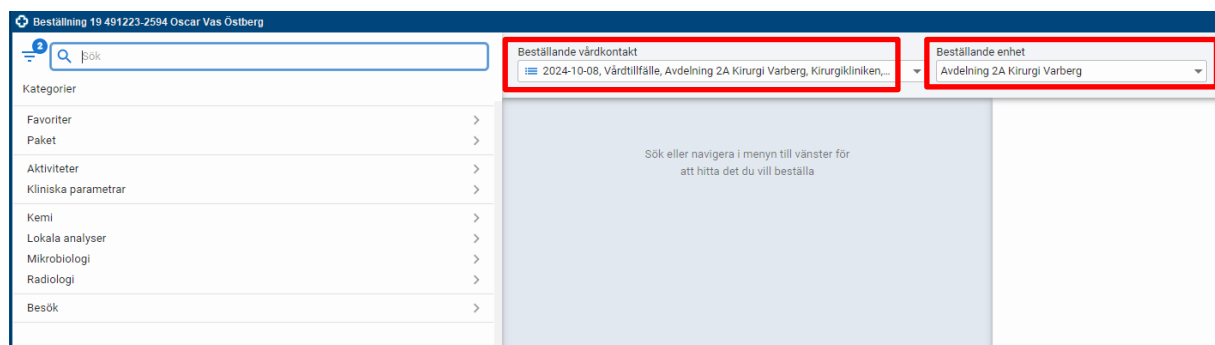 Beställning 19 491223-2594 Oscar Vas Östberg
2
Sök
Beställande vårdkontakt
2024-10-08, Vårdtillfälle, Avdelning 2A Kirurgi Varberg, Kirurgikliniken,...
Beställande enhet
Avdelning 2A Kirurgi Varberg
Kategorier
Favoriter
Paket
Aktiviteter
Kliniska parametrar
Kemi
Lokala analyser
Mikrobiologi
Radiologi
Besök
Sök eller navigera i menyn till vänster för
att hitta det du vill beställa